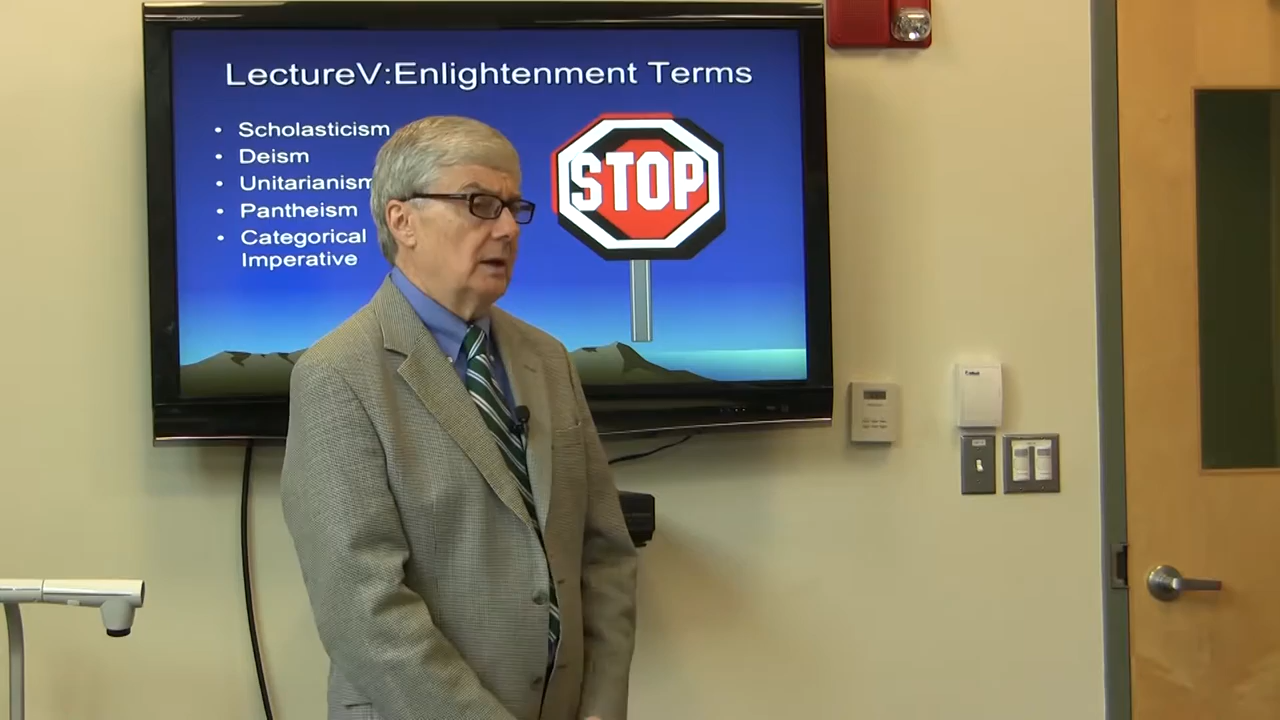 LectureV:Enlightenment Terms
• Scholasticism
• Deism
• Unitarianism
• Pantheism
• Categorical
Imperative
STOP